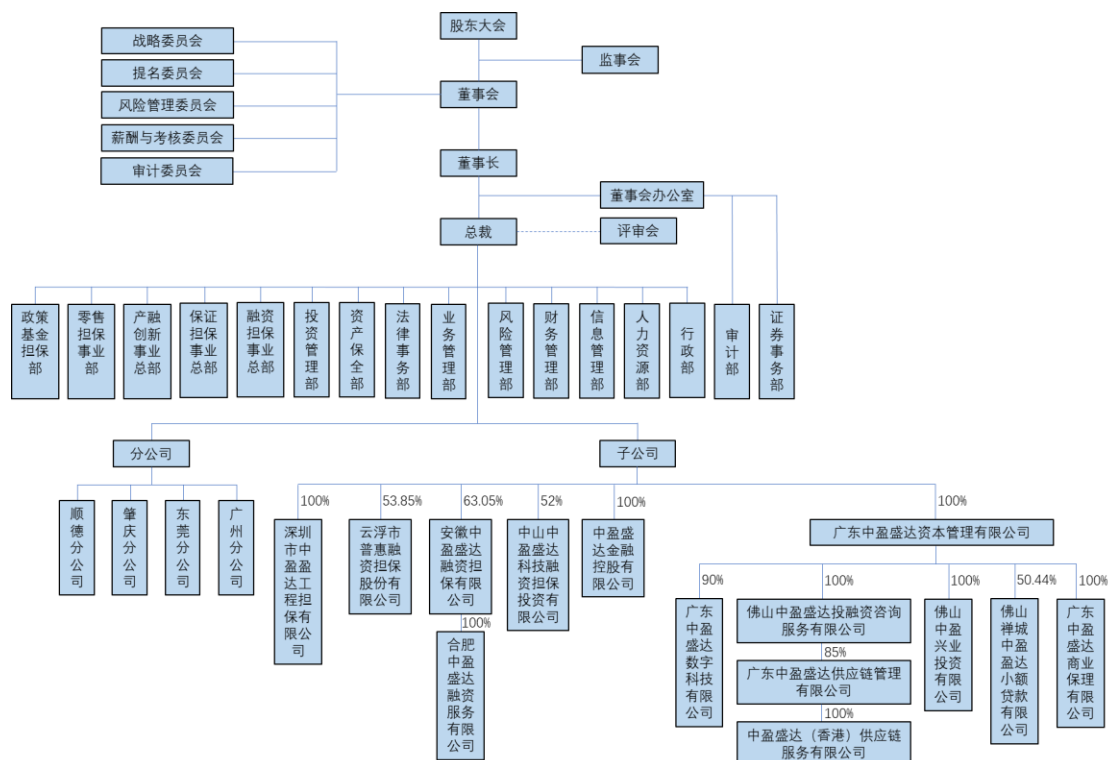 股东大会
战略委员会
监事会
提名委员会
董事会
风险管理委员会
薪酬与考核委员会
董事长
审计委员会
董事会办公室
总裁
评审会
政策
基金
担保
部
零售
担保
事业
部
产融
创新
事业
总部
保证
担保
事业
总部
融资
担保
事业
总部
投
资
管
理
部
资
产
保
全
部
法
律
事
务
部
业
务
管
理
部
风
险
管
理
部
财
务
管
理
部
信
息
管
理
部
人
力
资
源
部
行
政
部
审
计
部
证
券
事
务
部
分公司
子公司
顺
德
分
公
司
肇
庆
分
公
司
东
莞
分
公
司
广
州
分
公
司
100%
深圳
市中
盈盈
达工
程担
保有
限公
司
53.85%
云浮市
普惠融
资担保
股份有
限公司
63.05%
安徽中
盈盛达
融资担
保有限
公司
100%
合肥
中盈
盛达
融资
服务
有限
公司
52%
中山中
盈盛达
科技融
资担保
投资有
限公司
100%
中盈盛
达金融
控股有
限公司
100%
广东中盈盛达资本管理有限公司
90%
广东
中盈
盛达
数字
科技
有限
公司
100%
佛山中盈盛达投融资咨询
服务有限公司
85%
广东中盈盛达供应链管理
有限公司
100%
中盈盛达（香港）供应链
服务有限公司
100%
佛山
中盈
兴业
投资
有限
公司
50.44%
佛山
禅城
中盈
盈达
小额
贷款
有限
公司
100%
广东
中盈
盛达
商业
保理
有限
公司